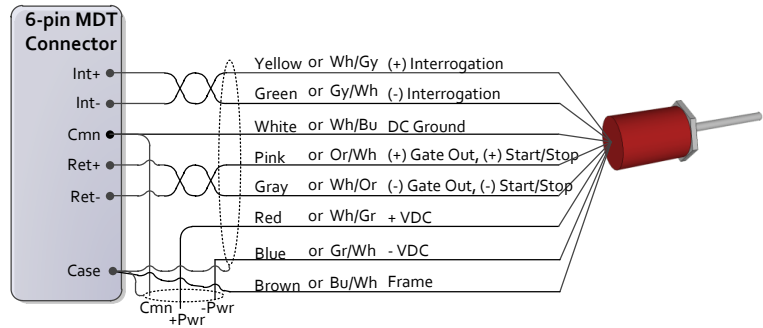 6-pin MDT
Connector
Int+
Int-
Cmn
Ret+
Ret-
Case
Yellow or Wh/Gy (+) Interrogation
Green or Gy/Wh (-) Interrogation
White or Wh/Bu DC Ground
Pink or Or/Wh (+) Gate Out, (+) Start/Stop
Gray or Wh/Or (-) Gate Out, (-) Start/Stop
Red or Wh/Gr + VDC
Blue or Gr/Wh - VDC
Brown or Bu/Wh Frame
Cmn -Pwr
+Pwr